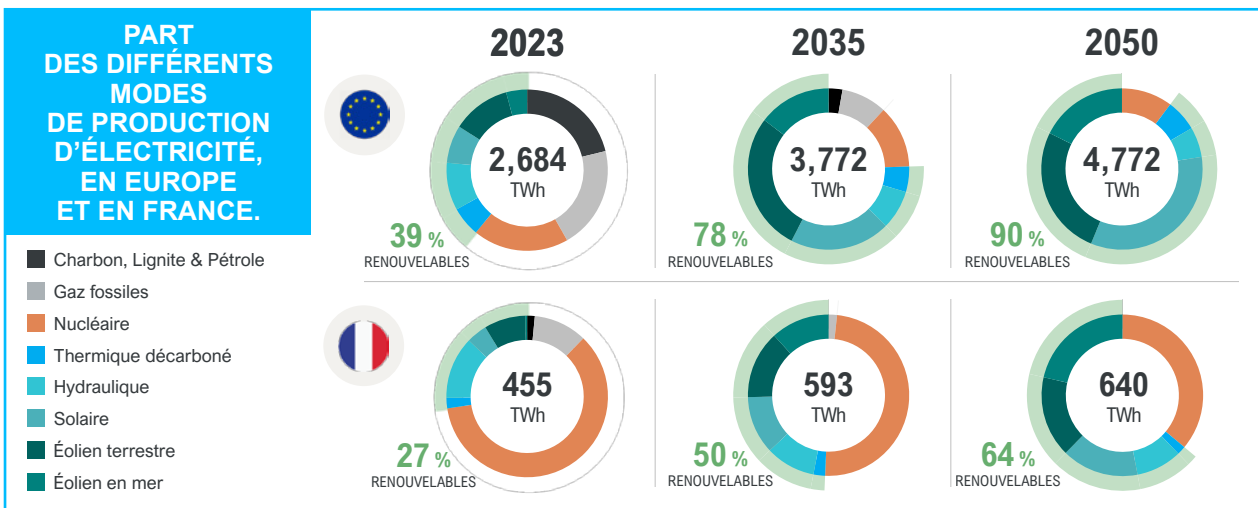 PART
DES DIFFÉRENTS
MODES
DE PRODUCTION
D’ÉLECTRICITÉ,
EN EUROPE
ET EN FRANCE.
Charbon, Lignite & Pétrole
Gaz fossiles
Nucléaire
Thermique décarboné
Hydraulique
Solaire
Éolien terrestre
Éolien en mer
2023
2035
2050
2,684
TWh
39 %
RENOUVELABLES
3,772
TWh
78 %
RENOUVELABLES
4,772
TWh
90 %
RENOUVELABLES
455
TWh
27 %
RENOUVELABLES
593
TWh
50 %
RENOUVELABLES
640
TWh
64 %
RENOUVELABLES